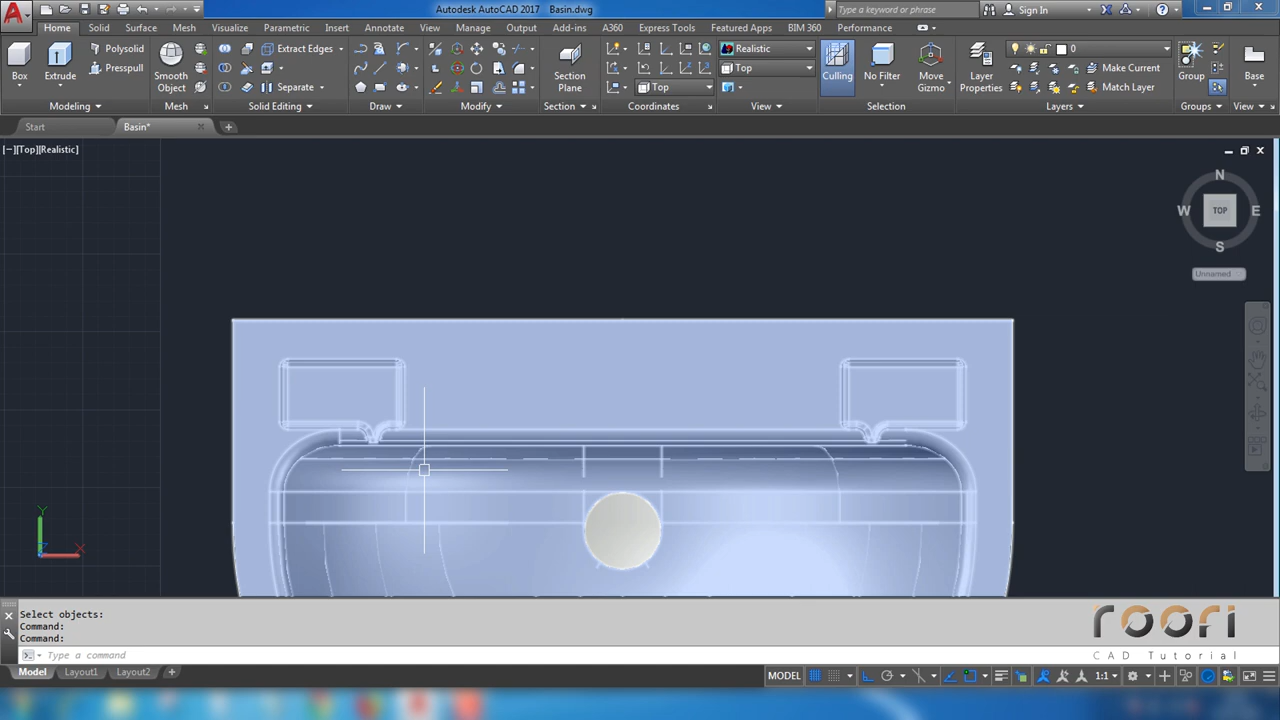 Autodesk AutoCAD 2017 Basin.dwg
Type a keyword or phrase
Sign In
Home Solid Surface Mesh Visualize Parametric Insert Annotate View Manage Output Add-ins A360 Express Tools Featured Apps BIM 360 Performance
Box
Extrude
Polysolid
Presspull
Smooth
Object
Extract Edges
Separate
Section
Plane
Top
Realistic
Top
Culling
No Filter
Move
Gizmo
Layer
Properties
0
Make Current
Match Layer
Group
Base
Modeling Mesh Solid Editing Draw Modify Section Coordinates View Selection Layers Groups View
Start Basin*
[−][Top][Realistic]
N
W TOP E
S
Unnamed
Y
X
Select objects:
Command:
Command:
Type a command
roori
CAD Tutorial
Model Layout1 Layout2
MODEL 1:1